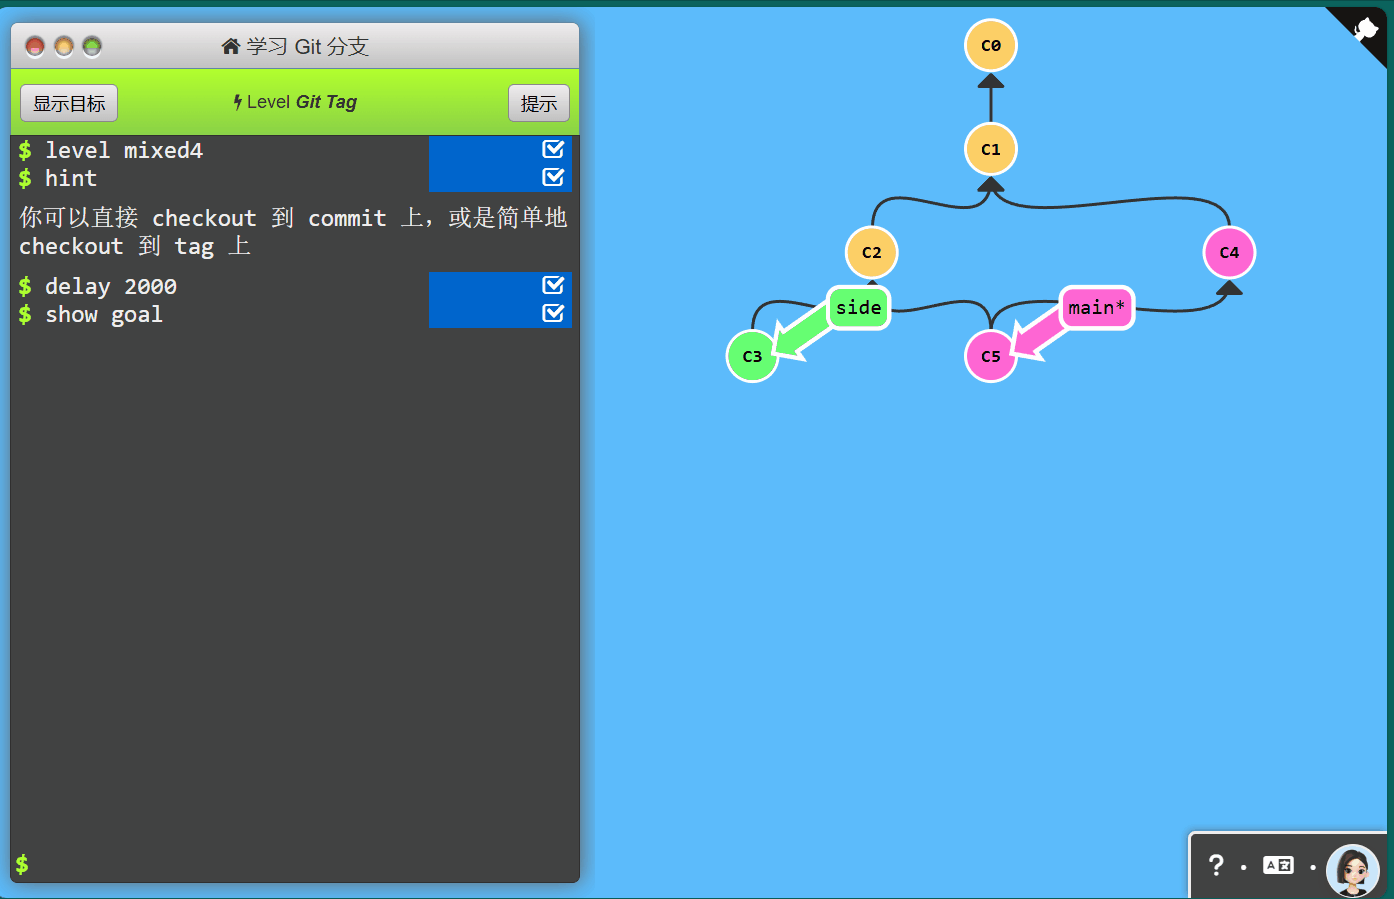 学习 Git 分支
显示目标
Level Git Tag
提示
$ level mixed4
$ hint
你可以直接 checkout 到 commit 上，或是简单地
checkout 到 tag 上
$ delay 2000
$ show goal
$
C0
C1
C2
C4
side
main*
C3
C5
?
A 文